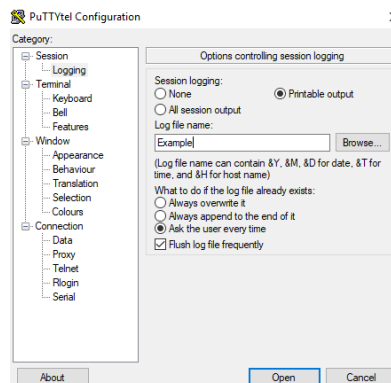 PuTTYtel Configuration
Category:
Session
Logging
Terminal
Keyboard
Bell
Features
Window
Appearance
Behaviour
Translation
Selection
Colours
Connection
Data
Proxy
Telnet
Rlogin
Serial
Options controlling session logging
Session logging:
None
Printable output
All session output
Log file name:
Example
Browse...
(Log file name can contain &Y, &M, &D for date, &T for
time, and &H for host name)
What to do if the log file already exists:
Always overwrite it
Always append to the end of it
Ask the user every time
Flush log file frequently
About
Open
Cancel